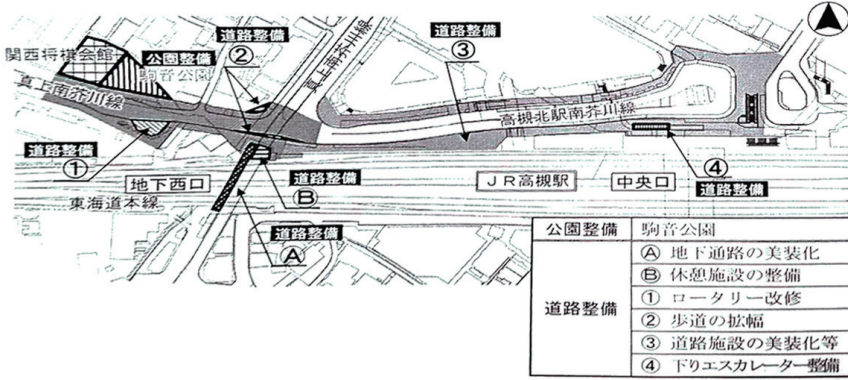 道路整備
②
道路整備
③
関西将棋会館
公園整備
駒音公園
真上南芥川線
真上南芥川線
高槻北駅南芥川線
道路整備
①
地下西口
東海道本線
道路整備
Ⓑ
道路整備
Ⓐ
JR高槻駅
中央口
④
道路整備
公園整備 駒音公園
道路整備
Ⓐ 地下通路の美装化
Ⓑ 休憩施設の整備
① ロータリー改修
② 歩道の拡幅
③ 道路施設の美装化等
④ 下りエスカレーター整備